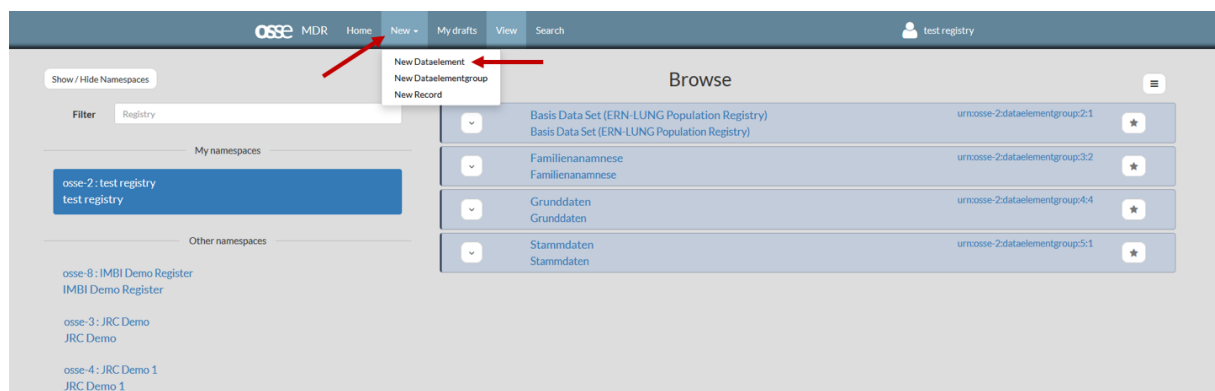 osse MDR Home New My drafts View Search test registry
New Dataelement
New Dataelementgroup
New Record
Show / Hide Namespaces
Filter Registry
My namespaces
osse-2 : test registry
test registry
Other namespaces
osse-8 : IMBI Demo Register
IMBI Demo Register
osse-3 : JRC Demo
JRC Demo
osse-4 : JRC Demo 1
JRC Demo 1
Browse
Basis Data Set (ERN-LUNG Population Registry) urn:osse-2:dataelementgroup:2:1
Basis Data Set (ERN-LUNG Population Registry)
Familienanamnese urn:osse-2:dataelementgroup:3:2
Familienanamnese
Grunddaten urn:osse-2:dataelementgroup:4:4
Grunddaten
Stammdaten urn:osse-2:dataelementgroup:5:1
Stammdaten